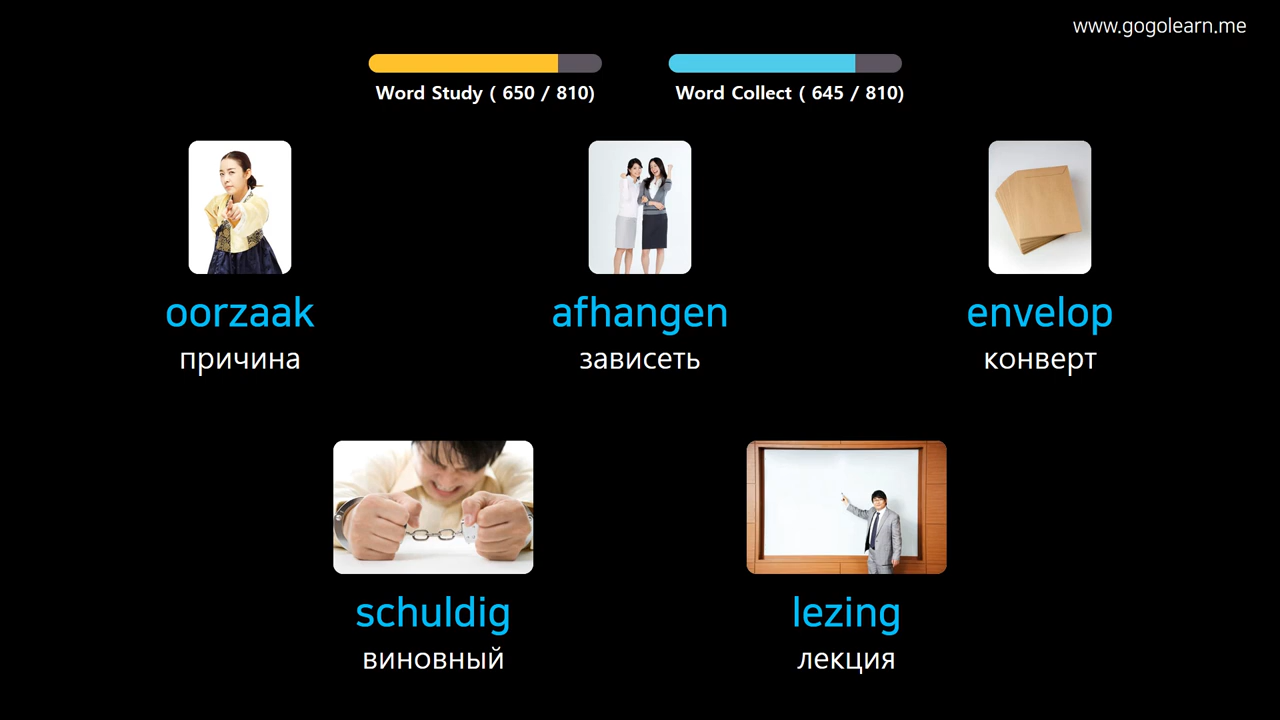 www.gogolearn.me
Word Study ( 650 / 810)
Word Collect ( 645 / 810)
oorzaak
причина
afhangen
зависеть
envelop
конверт
schuldig
виновный
lezing
лекция